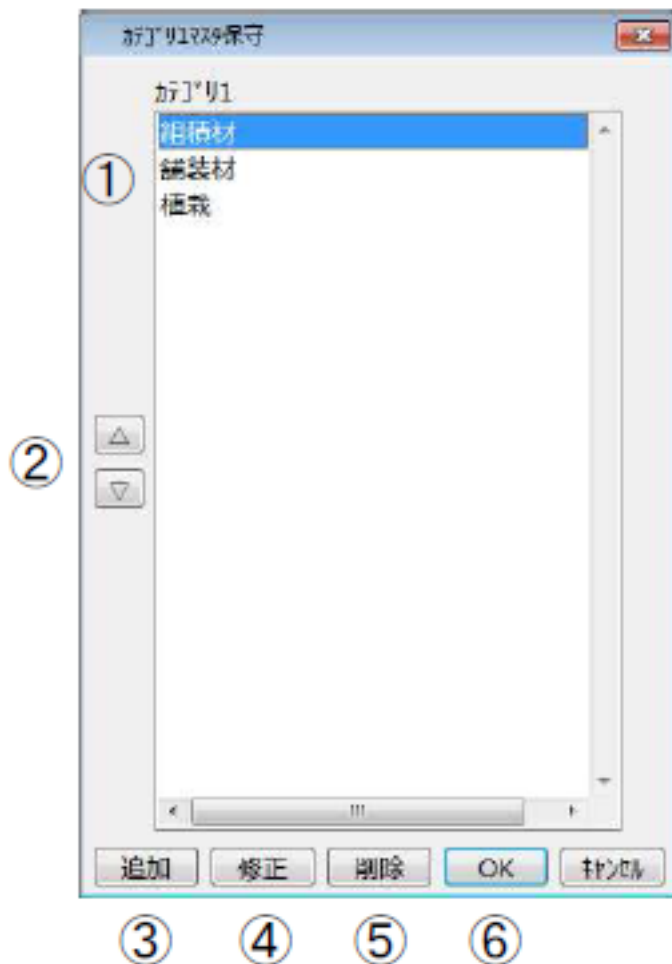 ｶﾃｺﾞﾘ1ﾏｽﾀ保守
ｶﾃｺﾞﾘ1
組積材
①
舗装材
植栽
②
△
▽
追加
修正
削除
OK
ｷｬﾝｾﾙ
③
④
⑤
⑥